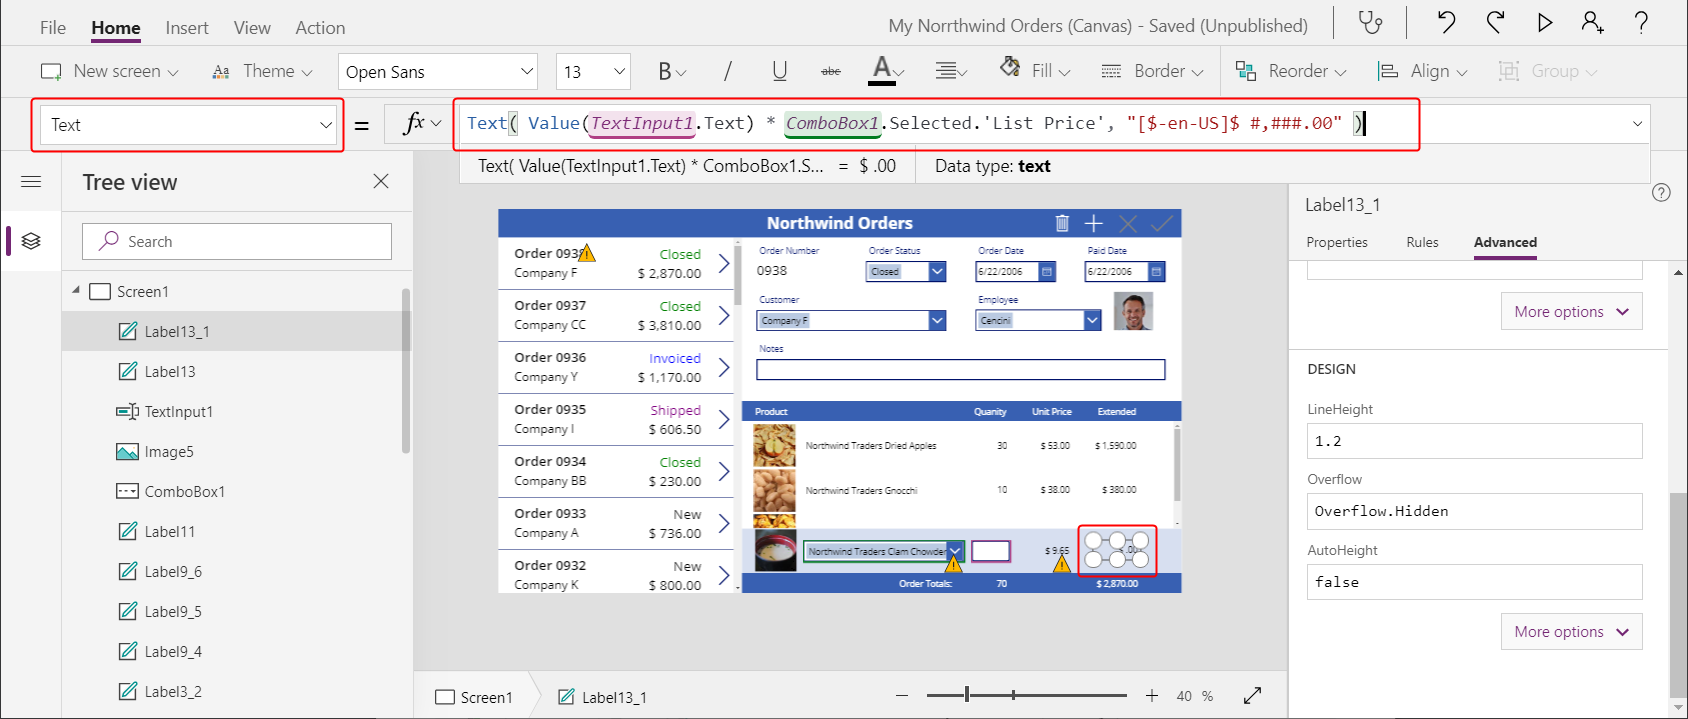 File Home Insert View Action My Norrthwind Orders (Canvas) - Saved (Unpublished)
New screen Theme Open Sans 13 B / U abc A Fill Border Reorder Align Group
Text = fx Text( Value(TextInput1.Text) * ComboBox1.Selected.'List Price', "[$-en-US]$ #,###.00" )
Text( Value(TextInput1.Text) * ComboBox1.S... = $ .00 Data type: text
Tree view
Search
Screen1
Label13_1
Label13
TextInput1
Image5
ComboBox1
Label11
Label9_6
Label9_5
Label9_4
Label3_2
Northwind Orders
Order 0938 Closed
Company F $ 2,870.00
Order 0937 Closed
Company CC $ 3,810.00
Order 0936 Invoiced
Company Y $ 1,170.00
Order 0935 Shipped
Company I $ 606.50
Order 0934 Closed
Company BB $ 230.00
Order 0933 New
Company A $ 736.00
Order 0932 New
Company K $ 800.00
Order Number Order Status Order Date Paid Date
0938 Closed 6/22/2006 6/22/2006
Customer Employee
Company F Cencini
Notes
Product Quanity Unit Price Extended
Northwind Traders Dried Apples 30 $ 53.00 $ 1,590.00
Northwind Traders Gnocchi 10 $ 38.00 $ 380.00
Northwind Traders Clam Chowder $ 9.65 .00
Order Totals: 70 $ 2,870.00
Screen1 Label13_1 40 %
Label13_1
Properties Rules Advanced
More options
DESIGN
LineHeight
1.2
Overflow
Overflow.Hidden
AutoHeight
false
More options